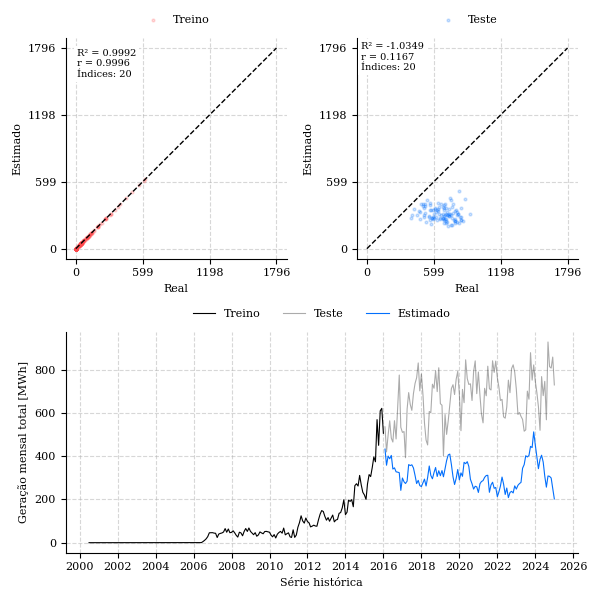 Treino
Teste
R² = 0.9992
r = 0.9996
Índices: 20
R² = -1.0349
r = 0.1167
Índices: 20
1796
1198
599
0
Estimado
0 599 1198 1796
Real
1796
1198
599
0
Estimado
0 599 1198 1796
Real
Treino Teste Estimado
Geração mensal total [MWh]
800
600
400
200
0
2000 2002 2004 2006 2008 2010 2012 2014 2016 2018 2020 2022 2024 2026
Série histórica